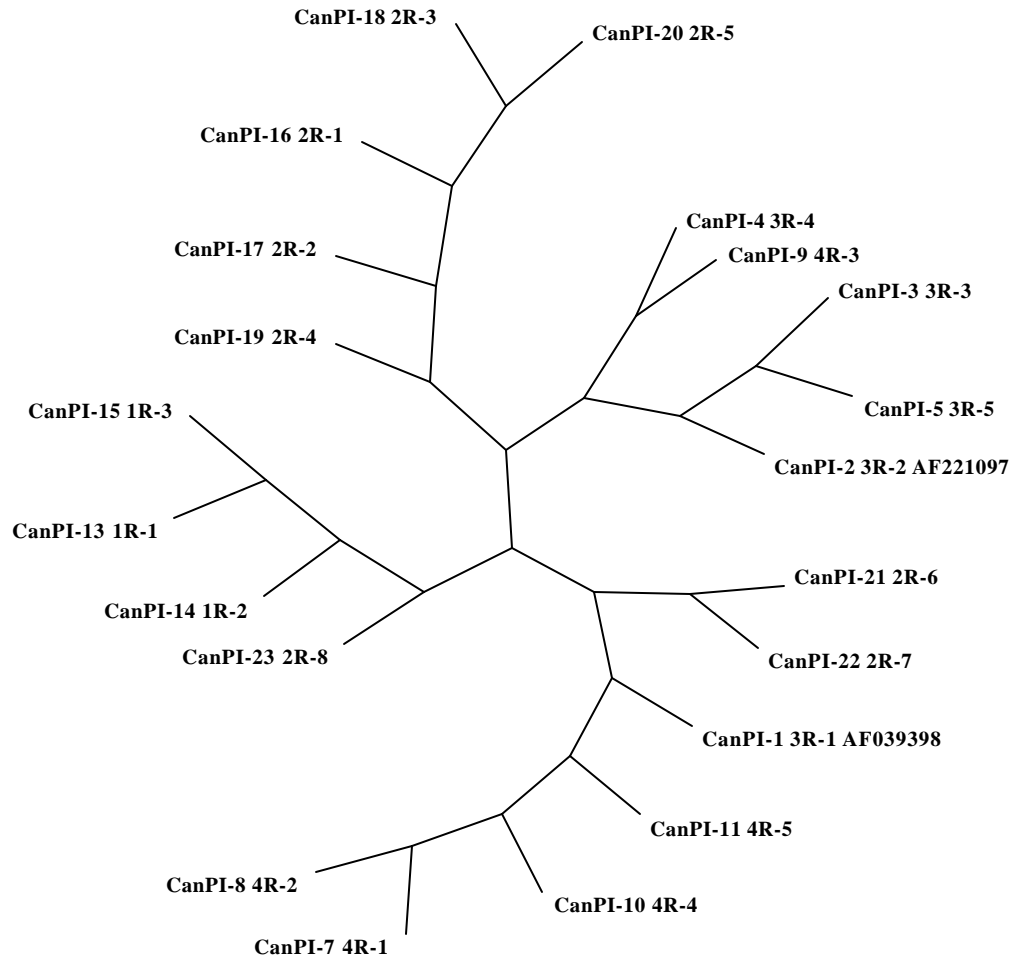 CanPI-18 2R-3
CanPI-20 2R-5
CanPI-16 2R-1
CanPI-4 3R-4
CanPI-17 2R-2
CanPI-9 4R-3
CanPI-3 3R-3
CanPI-19 2R-4
CanPI-15 1R-3
CanPI-5 3R-5
CanPI-2 3R-2 AF221097
CanPI-13 1R-1
CanPI-21 2R-6
CanPI-14 1R-2
CanPI-23 2R-8
CanPI-22 2R-7
CanPI-1 3R-1 AF039398
CanPI-11 4R-5
CanPI-8 4R-2
CanPI-10 4R-4
CanPI-7 4R-1